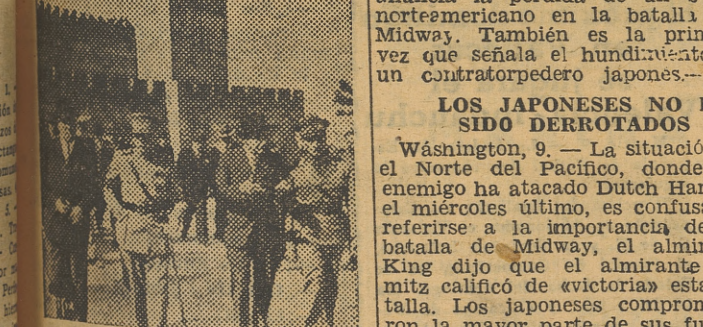 norteamericano en la batalla
Midway. También es la prim
vez que señala el hundimiento
un contratorpedero japonés.—
LOS JAPONESES NO
SIDO DERROTADOS
Wáshington, 9. — La situació
el Norte del Pacífico, donde
enemigo ha atacado Dutch Har
el miércoles último, es confus
referirse a la importancia de
batalla de Midway, el almir
King dijo que el almirante
mitz calificó de «victoria» esta
talla. Los japoneses comprom
ron la mayor parte de sus fu